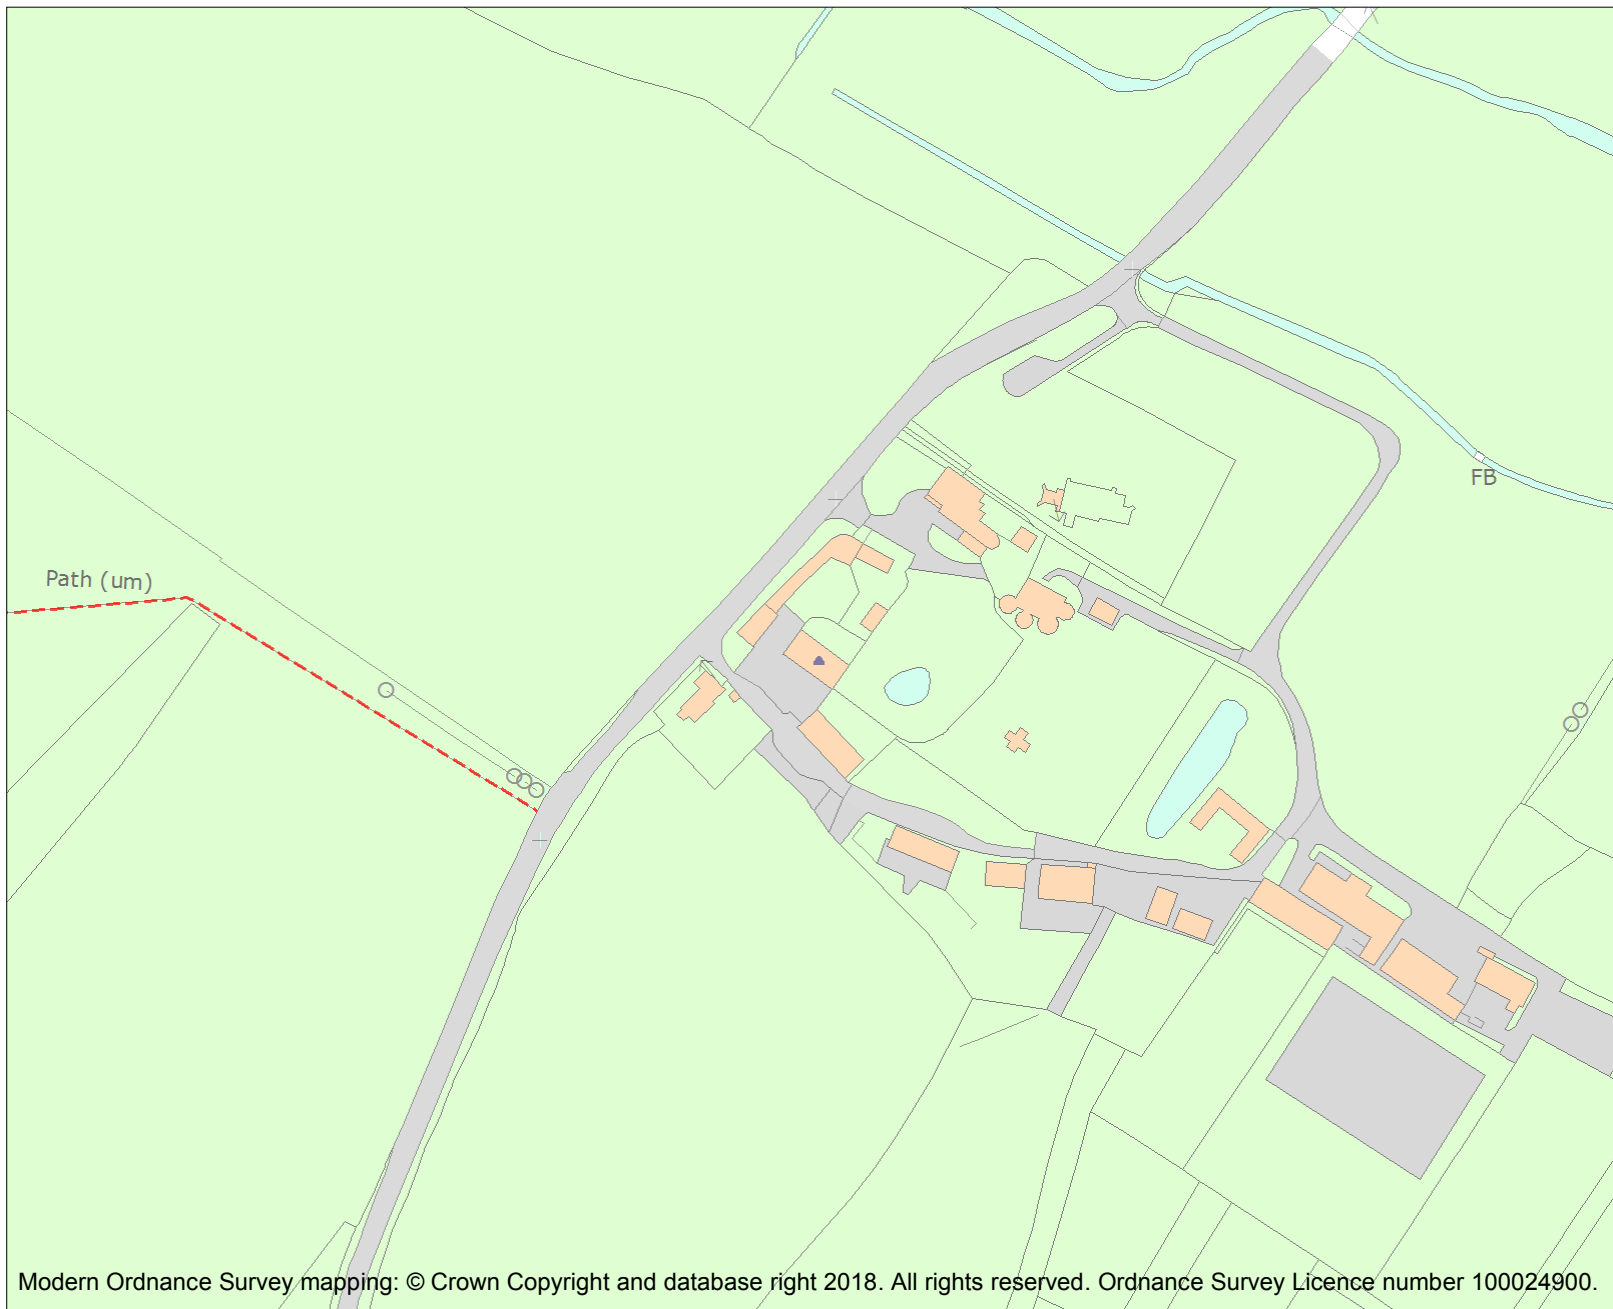 FB
Path (um)
Modern Ordnance Survey mapping: © Crown Copyright and database right 2018. All rights reserved. Ordnance Survey Licence number 100024900.